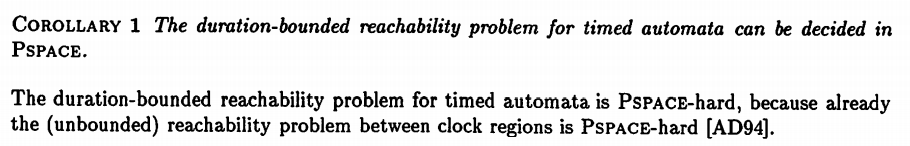 COROLLARY 1 The duration-bounded reachability problem for timed automata can be decided in
PSPACE.
The duration-bounded reachability problem for timed automata is PSPACE-hard, because already
the (unbounded) reachability problem between clock regions is PSPACE-hard [AD94].